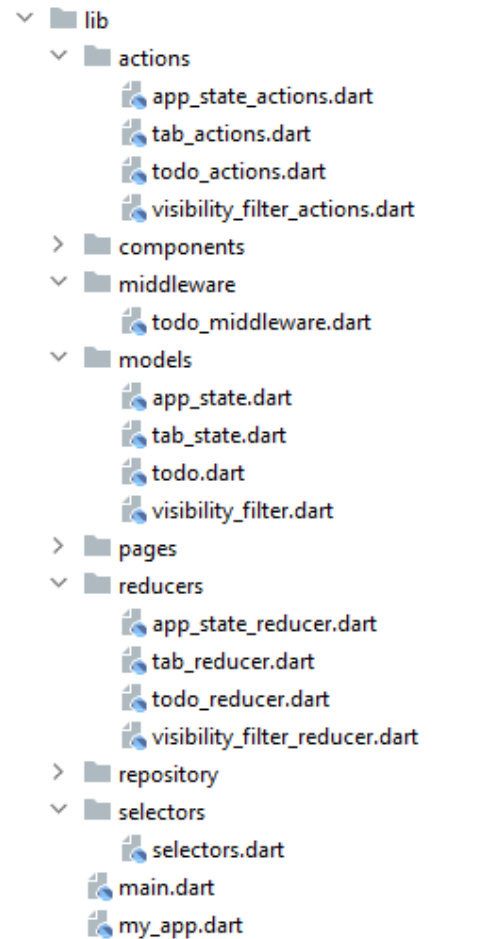 lib
actions
app_state_actions.dart
tab_actions.dart
todo_actions.dart
visibility_filter_actions.dart
components
middleware
todo_middleware.dart
models
app_state.dart
tab_state.dart
todo.dart
visibility_filter.dart
pages
reducers
app_state_reducer.dart
tab_reducer.dart
todo_reducer.dart
visibility_filter_reducer.dart
repository
selectors
selectors.dart
main.dart
my_app.dart